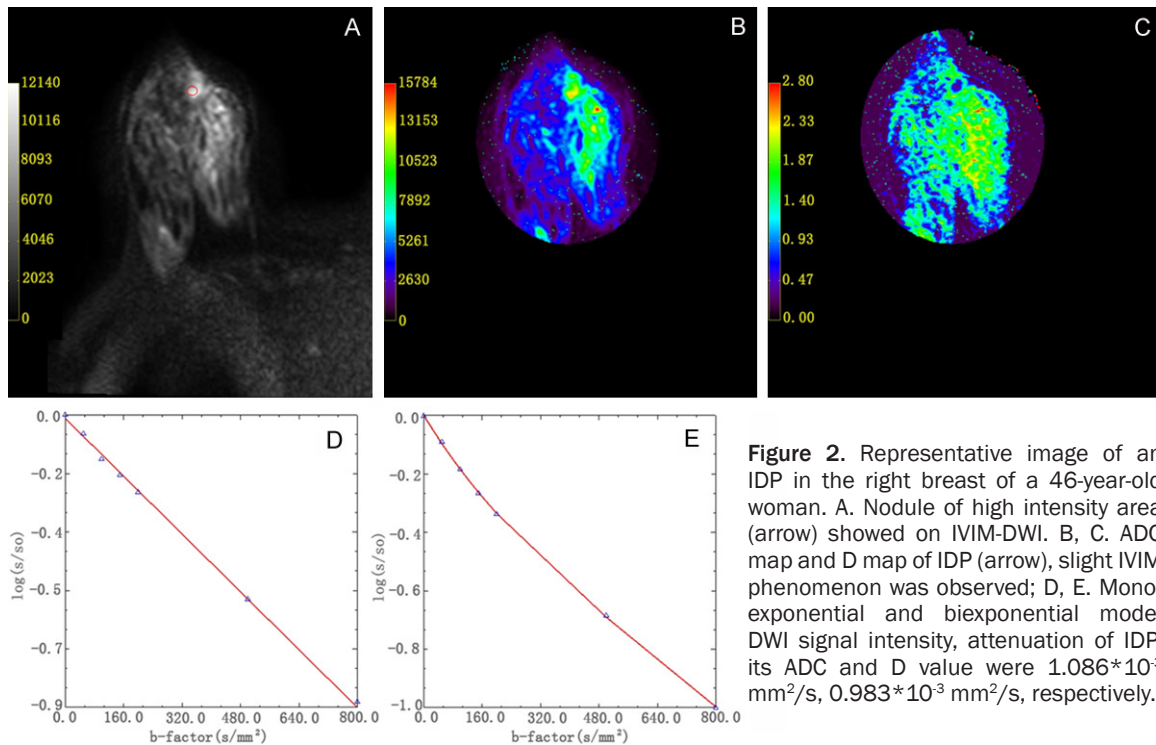 A
12140
10116
8093
6070
4046
2023
0
B
15784
13153
10523
7892
5261
2630
0
C
2.80
2.33
1.87
1.40
0.93
0.47
0.00
D
log(s/so)
0.0
-0.2
-0.4
-0.5
-0.7
-0.9
0.0 160.0 320.0 480.0 640.0 800.0
b-factor(s/mm²)
E
log(s/so)
0.0
-0.2
-0.4
-0.6
-0.8
-1.0
0.0 160.0 320.0 480.0 640.0 800.0
b-factor(s/mm²)
Figure 2. Representative image of an
IDP in the right breast of a 46-year-old
woman. A. Nodule of high intensity area
(arrow) showed on IVIM-DWI. B, C. ADC
map and D map of IDP (arrow), slight IVIM
phenomenon was observed; D, E. Mono-
exponential and biexponential mode
DWI signal intensity, attenuation of IDP
its ADC and D value were 1.086*10⁻³
mm²/s, 0.983*10⁻³ mm²/s, respectively.